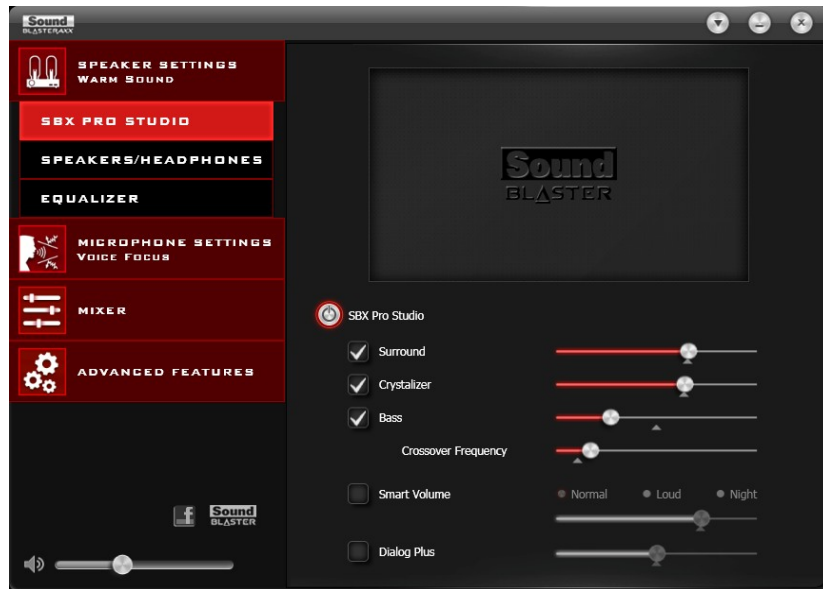 Sound
BLASTERAXX
SPEAKER SETTINGS
WARM SOUND
SBX PRO STUDIO
SPEAKERS/HEADPHONES
EQUALIZER
MICROPHONE SETTINGS
VOICE FOCUS
MIXER
ADVANCED FEATURES
Sound
BLASTER
Sound
BLASTER
SBX Pro Studio
Surround
Crystalizer
Bass
Crossover Frequency
Smart Volume
Normal Loud Night
Dialog Plus